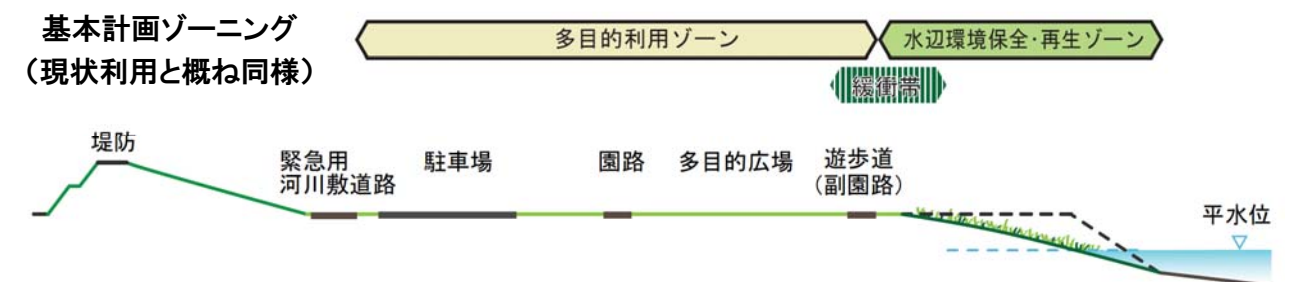 基本計画ゾーニング
（現状利用と概ね同様）
多目的利用ゾーン
水辺環境保全・再生ゾーン
緩衝帯
堤防
緊急用
河川敷道路
駐車場
園路
多目的広場
遊歩道
（副園路）
平水位